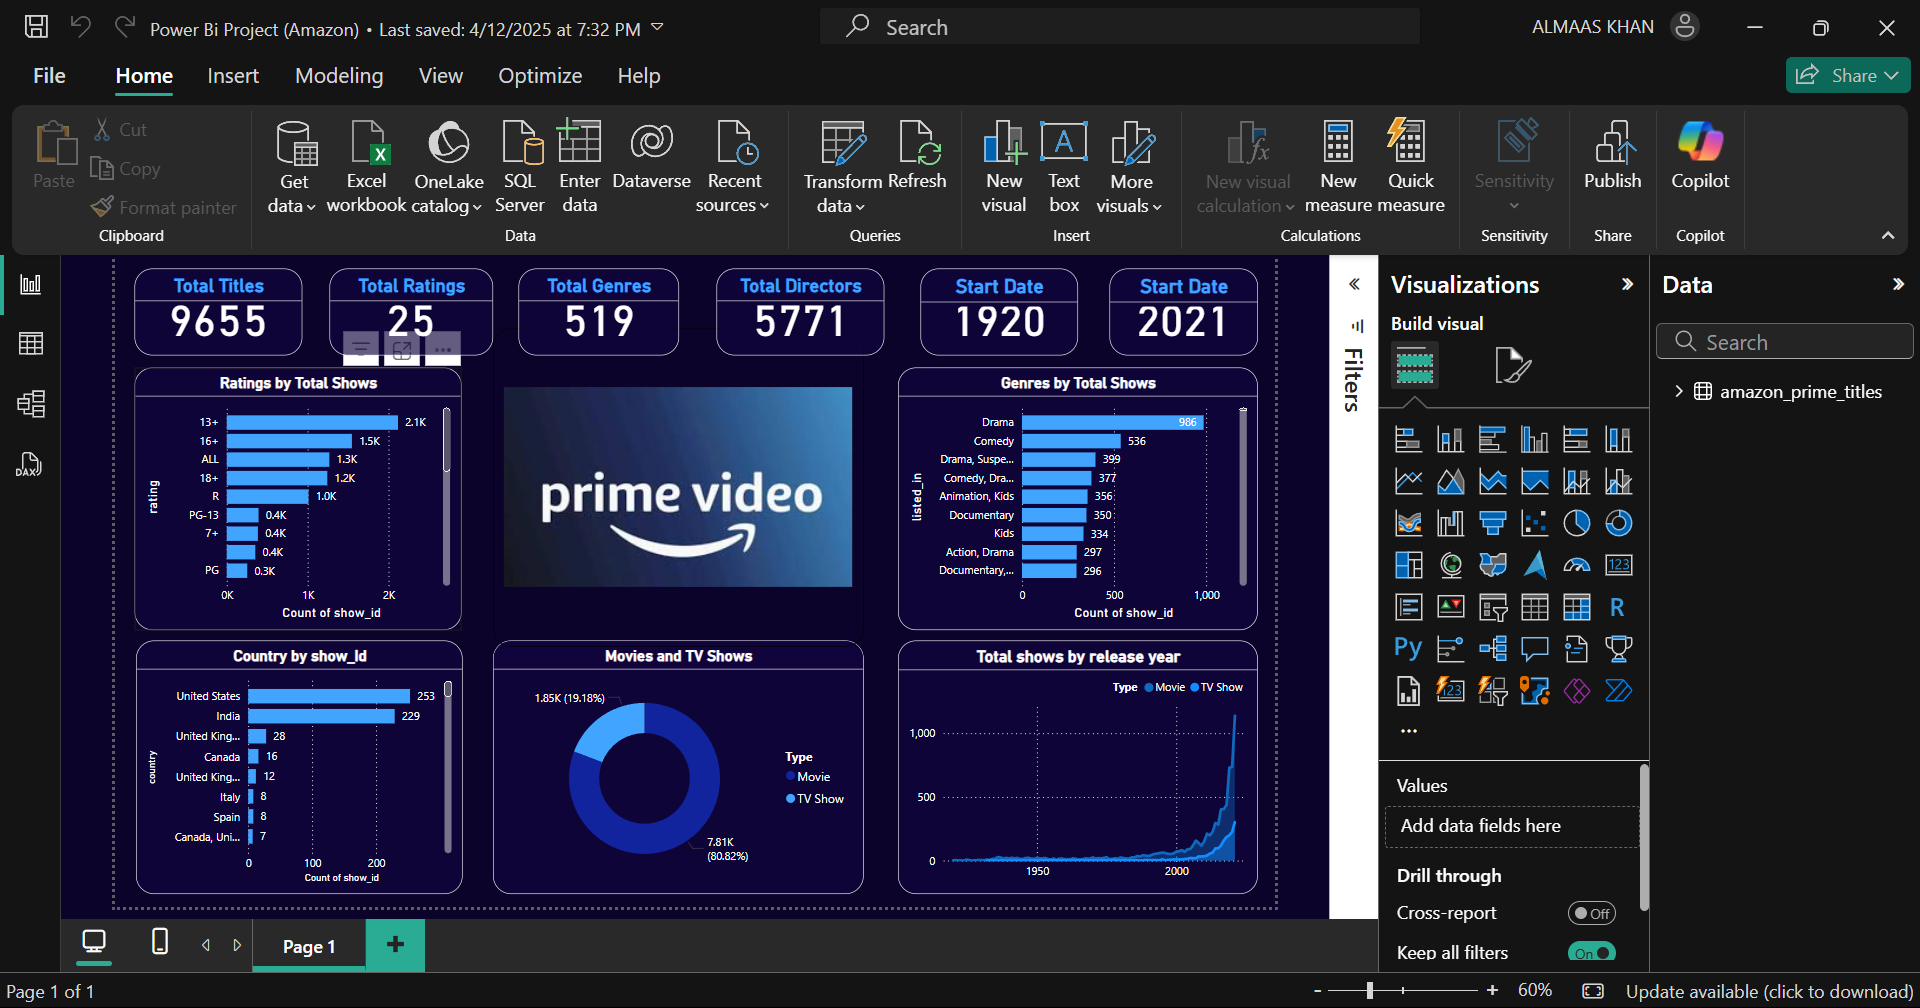 Power Bi Project (Amazon) • Last saved: 4/12/2025 at 7:32 PM
Search
ALMAAS KHAN
File
Home
Insert
Modeling
View
Optimize
Help
Share
Paste
Cut
Copy
Format painter
Clipboard
Get data
Excel workbook
OneLake catalog
SQL Server
Enter data
Dataverse
Recent sources
Data
Transform data
Refresh
Queries
New visual
Text box
More visuals
Insert
New visual calculation
New measure
Quick measure
Calculations
Sensitivity
Sensitivity
Publish
Share
Copilot
Copilot
DAX
Total Titles
9655
Total Ratings
25
Total Genres
519
Total Directors
5771
Start Date
1920
Start Date
2021
Ratings by Total Shows
rating
13+ 2.1K
16+ 1.5K
ALL 1.3K
18+ 1.2K
R 1.0K
PG-13 0.4K
7+ 0.4K
0.4K
PG 0.3K
0K 1K 2K
Count of show_id
prime video
Genres by Total Shows
listed_in
Drama 986
Comedy 536
Drama, Suspe... 399
Comedy, Dra... 377
Animation, Kids 356
Documentary 350
Kids 334
Action, Drama 297
Documentary,... 296
0 500 1,000
Count of show_id
Country by show_Id
country
United States 253
India 229
United King... 28
Canada 16
United King... 12
Italy 8
Spain 8
Canada, Uni... 7
0 100 200
Count of show_id
Movies and TV Shows
1.85K (19.18%)
7.81K
(80.82%)
Type
Movie
TV Show
Total shows by release year
Type Movie TV Show
1,000
500
0
1950 2000
Filters
Visualizations
Build visual
123
R
Py
123
Values
Add data fields here
Drill through
Cross-report
Off
Keep all filters
On
Data
Search
amazon_prime_titles
Page 1
+
Page 1 of 1
- + 60%
Update available (click to download)